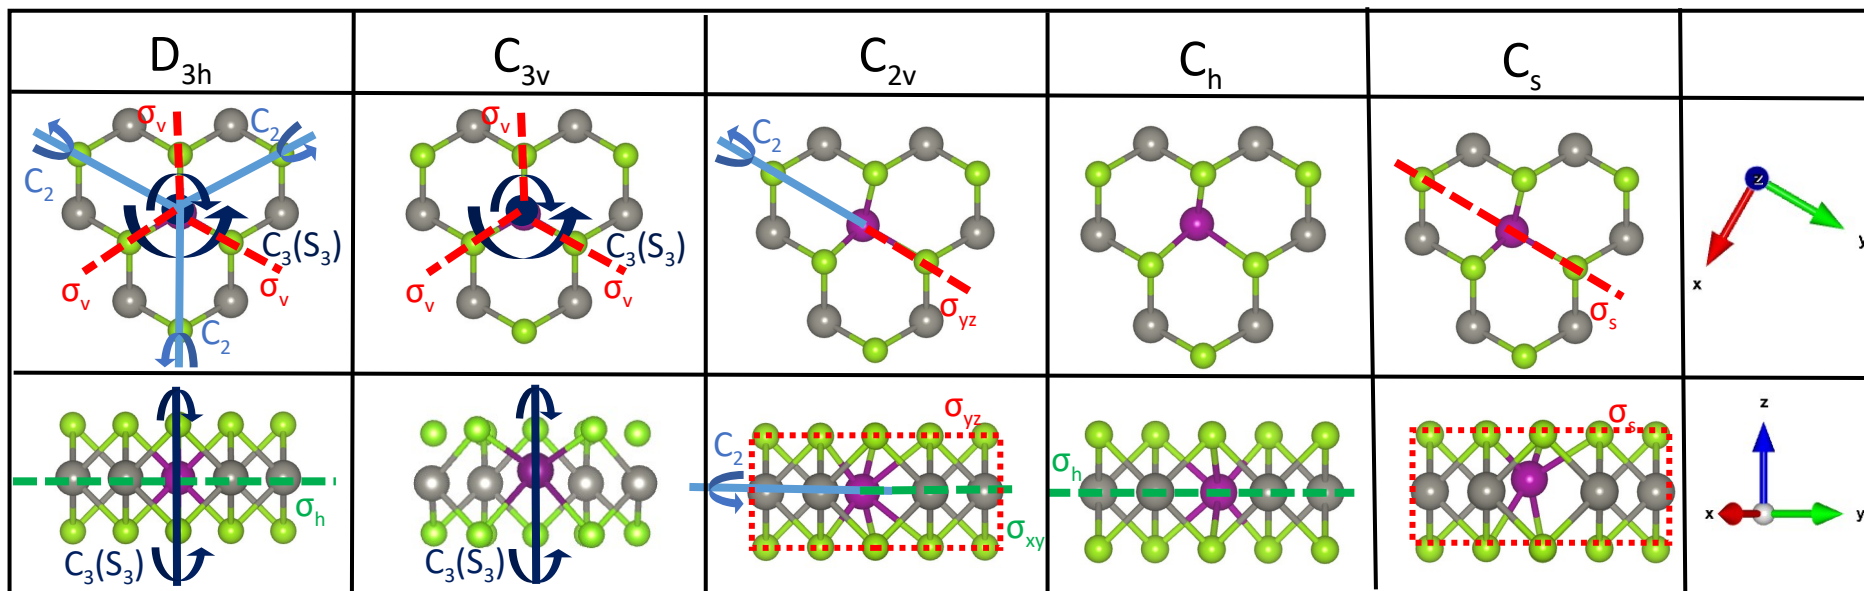 D₃ₕ C₃ᵥ C₂ᵥ Cₕ Cₛ
σᵥ C₂ C₂ C₃(S₃) σᵥ σᵥ C₂
σᵥ C₃(S₃) σᵥ σᵥ
C₂ σyz
σₛ
z y x
σₕ C₃(S₃)
C₃(S₃)
σyz C₂ σxy
σₕ
σₛ
z x y